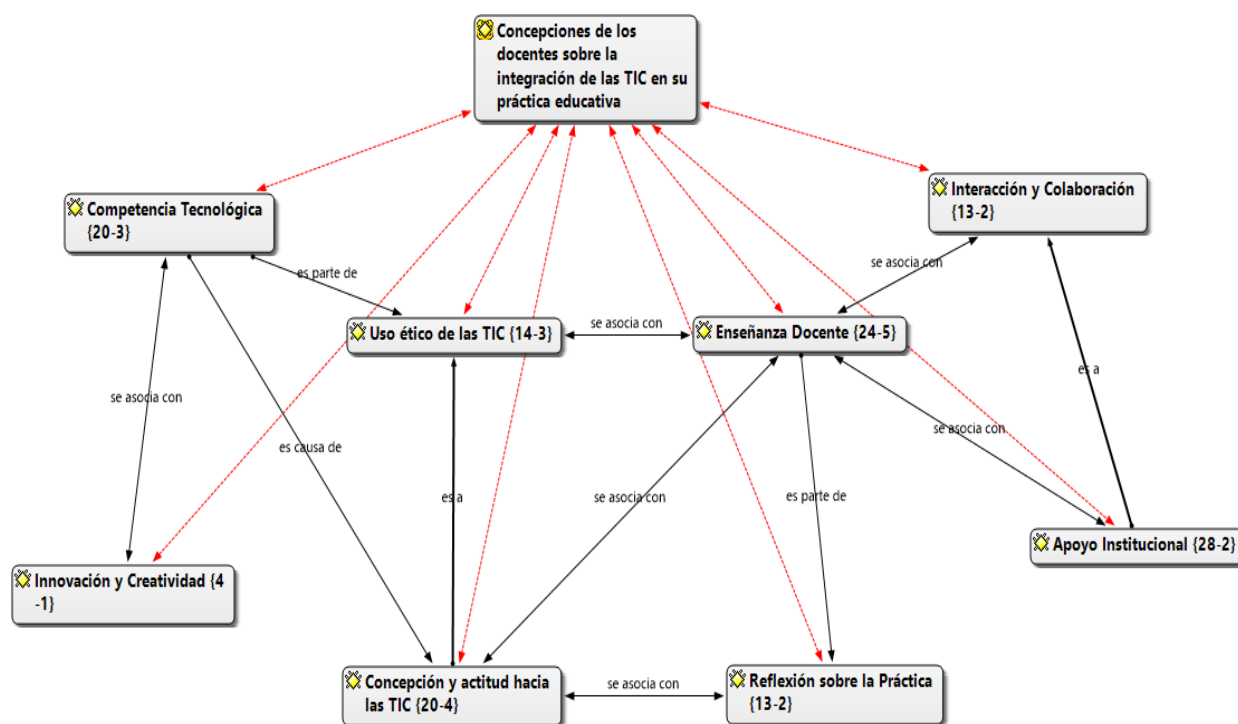 Concepciones de los
docentes sobre la
integración de las TIC en su
práctica educativa
Interacción y Colaboración
{13-2}
Competencia Tecnológica
{20-3}
se asocia con
es parte de
Uso ético de las TIC {14-3}
se asocia con
Enseñanza Docente {24-5}
es a
se asocia con
se asocia con
es causa de
es a
se asocia con
es parte de
Apoyo Institucional {28-2}
Innovación y Creatividad {4
-1}
Concepción y actitud hacia
las TIC {20-4}
se asocia con
Reflexión sobre la Práctica
{13-2}